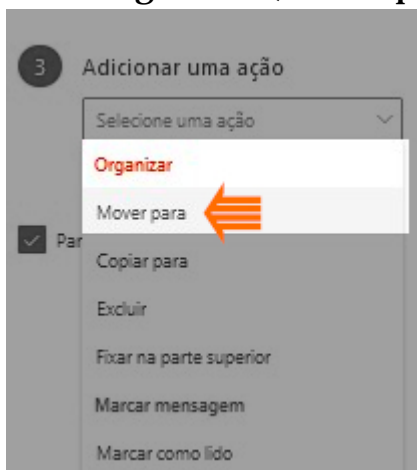 3 Adicionar uma ação
Selecione uma ação
Organizar
Mover para
Par
Copiar para
Excluir
Fixar na parte superior
Marcar mensagem
Marcar como lido